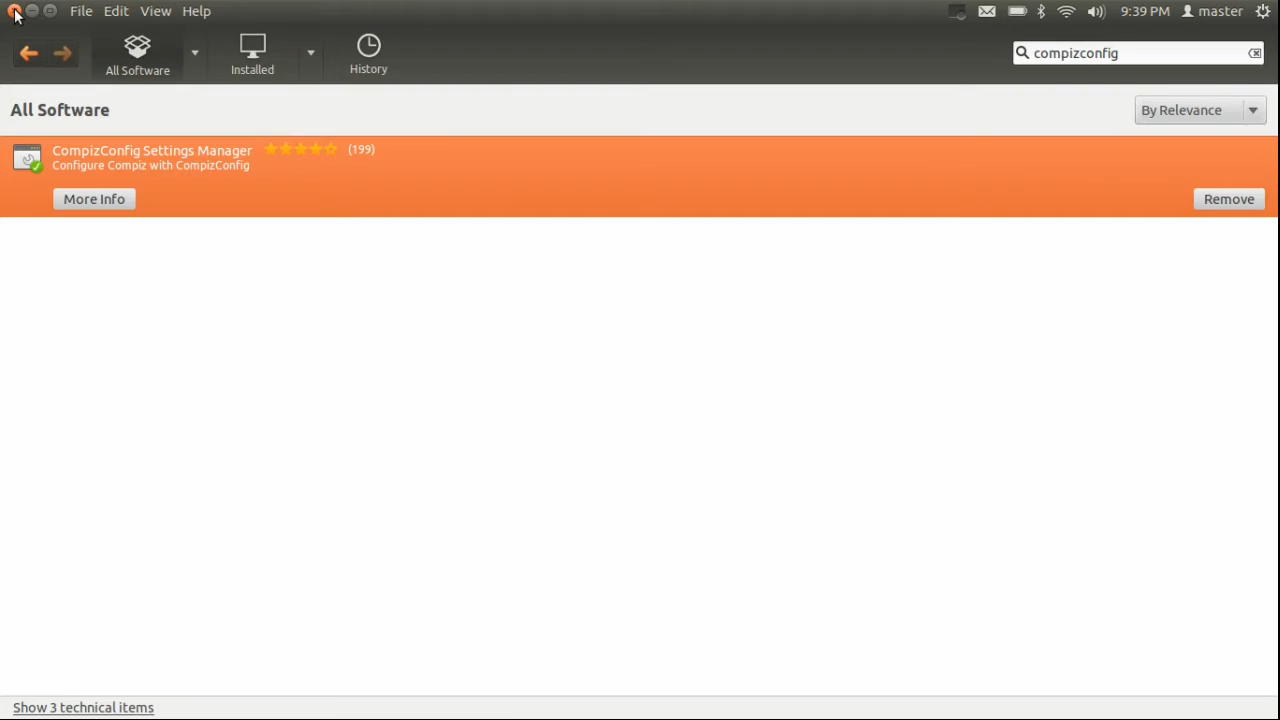 File Edit View Help 9:39 PM master
All Software Installed History compizconfig
All Software By Relevance
CompizConfig Settings Manager (199)
Configure Compiz with CompizConfig
More Info Remove
Show 3 technical items